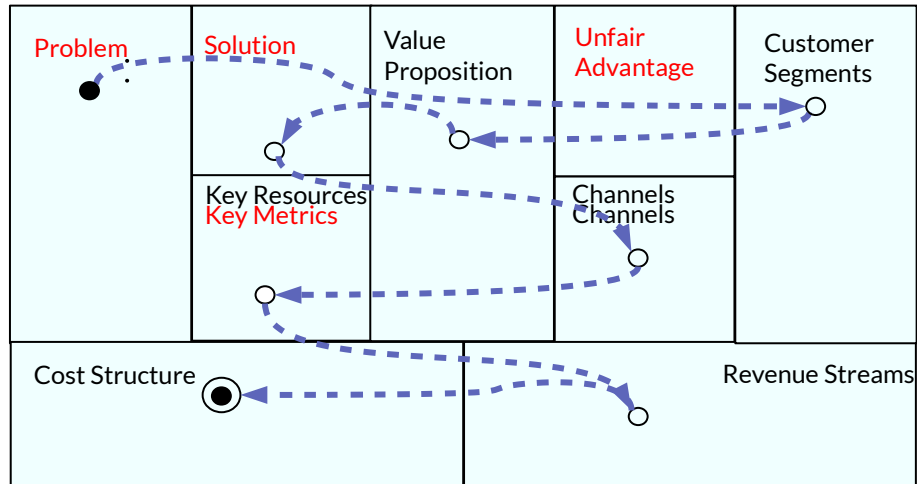 Problem
:
Solution
Value
Proposition
Unfair
Advantage
Customer
Segments
Key Resources
Key Metrics
Channels
Channels
Cost Structure
Revenue Streams